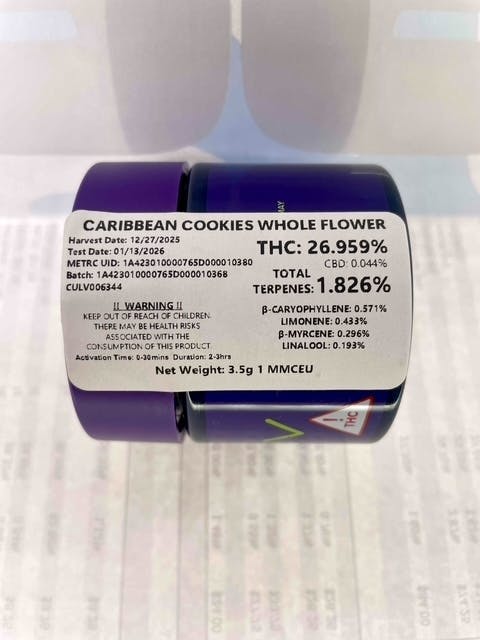 CARIBBEAN COOKIES WHOLE FLOWER
Harvest Date: 12/27/2025
Test Date: 01/13/2026
METRC UID: 1A423010000765D000010380
Batch: 1A423010000765D000010368
CULV006344
!! WARNING !!
KEEP OUT OF REACH OF CHILDREN.
THERE MAY BE HEALTH RISKS
ASSOCIATED WITH THE
CONSUMPTION OF THIS PRODUCT.
Activation Time: 0-30mins Duration: 2-3hrs
THC: 26.959%
CBD: 0.044%
TOTAL
TERPENES: 1.826%
β-CARYOPHYLLENE: 0.571%
LIMONENE: 0.433%
β-MYRCENE: 0.296%
LINALOOL: 0.193%
Net Weight: 3.5g 1 MMCEU
MAY
THC